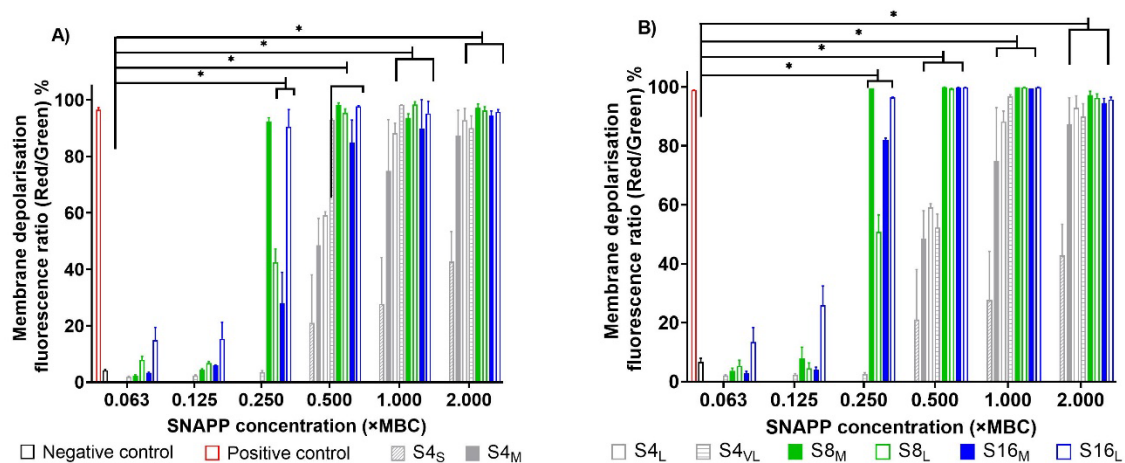 A)
Membrane depolarisation
fluorescence ratio (Red/Green) %
100
80
60
40
20
0
* * * *
0.063 0.125 0.250 0.500 1.000 2.000
SNAPP concentration (×MBC)
B)
Membrane depolarisation
fluorescence ratio (Red/Green) %
100
80
60
40
20
0
* * * *
0.063 0.125 0.250 0.500 1.000 2.000
SNAPP concentration (×MBC)
Negative control Positive control S4S S4M S4L S4VL S8M S8L S16M S16L